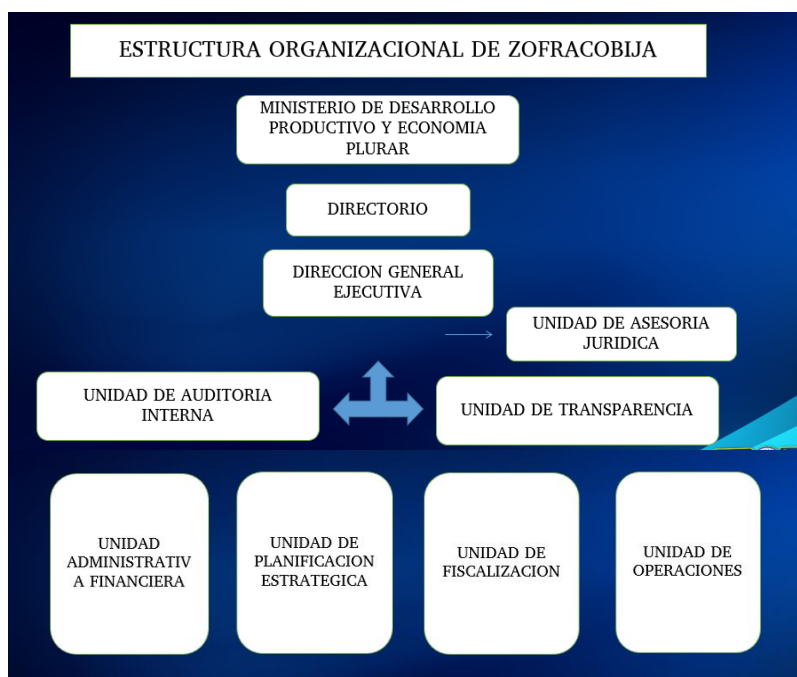 ESTRUCTURA ORGANIZACIONAL DE ZOFRACOBIJA
MINISTERIO DE DESARROLLO
PRODUCTIVO Y ECONOMIA
PLURAR
DIRECTORIO
DIRECCION GENERAL
EJECUTIVA
UNIDAD DE ASESORIA
JURIDICA
UNIDAD DE AUDITORIA
INTERNA
UNIDAD DE TRANSPARENCIA
UNIDAD
ADMINISTRATIV
A FINANCIERA
UNIDAD DE
PLANIFICACION
ESTRATEGICA
UNIDAD DE
FISCALIZACION
UNIDAD DE
OPERACIONES